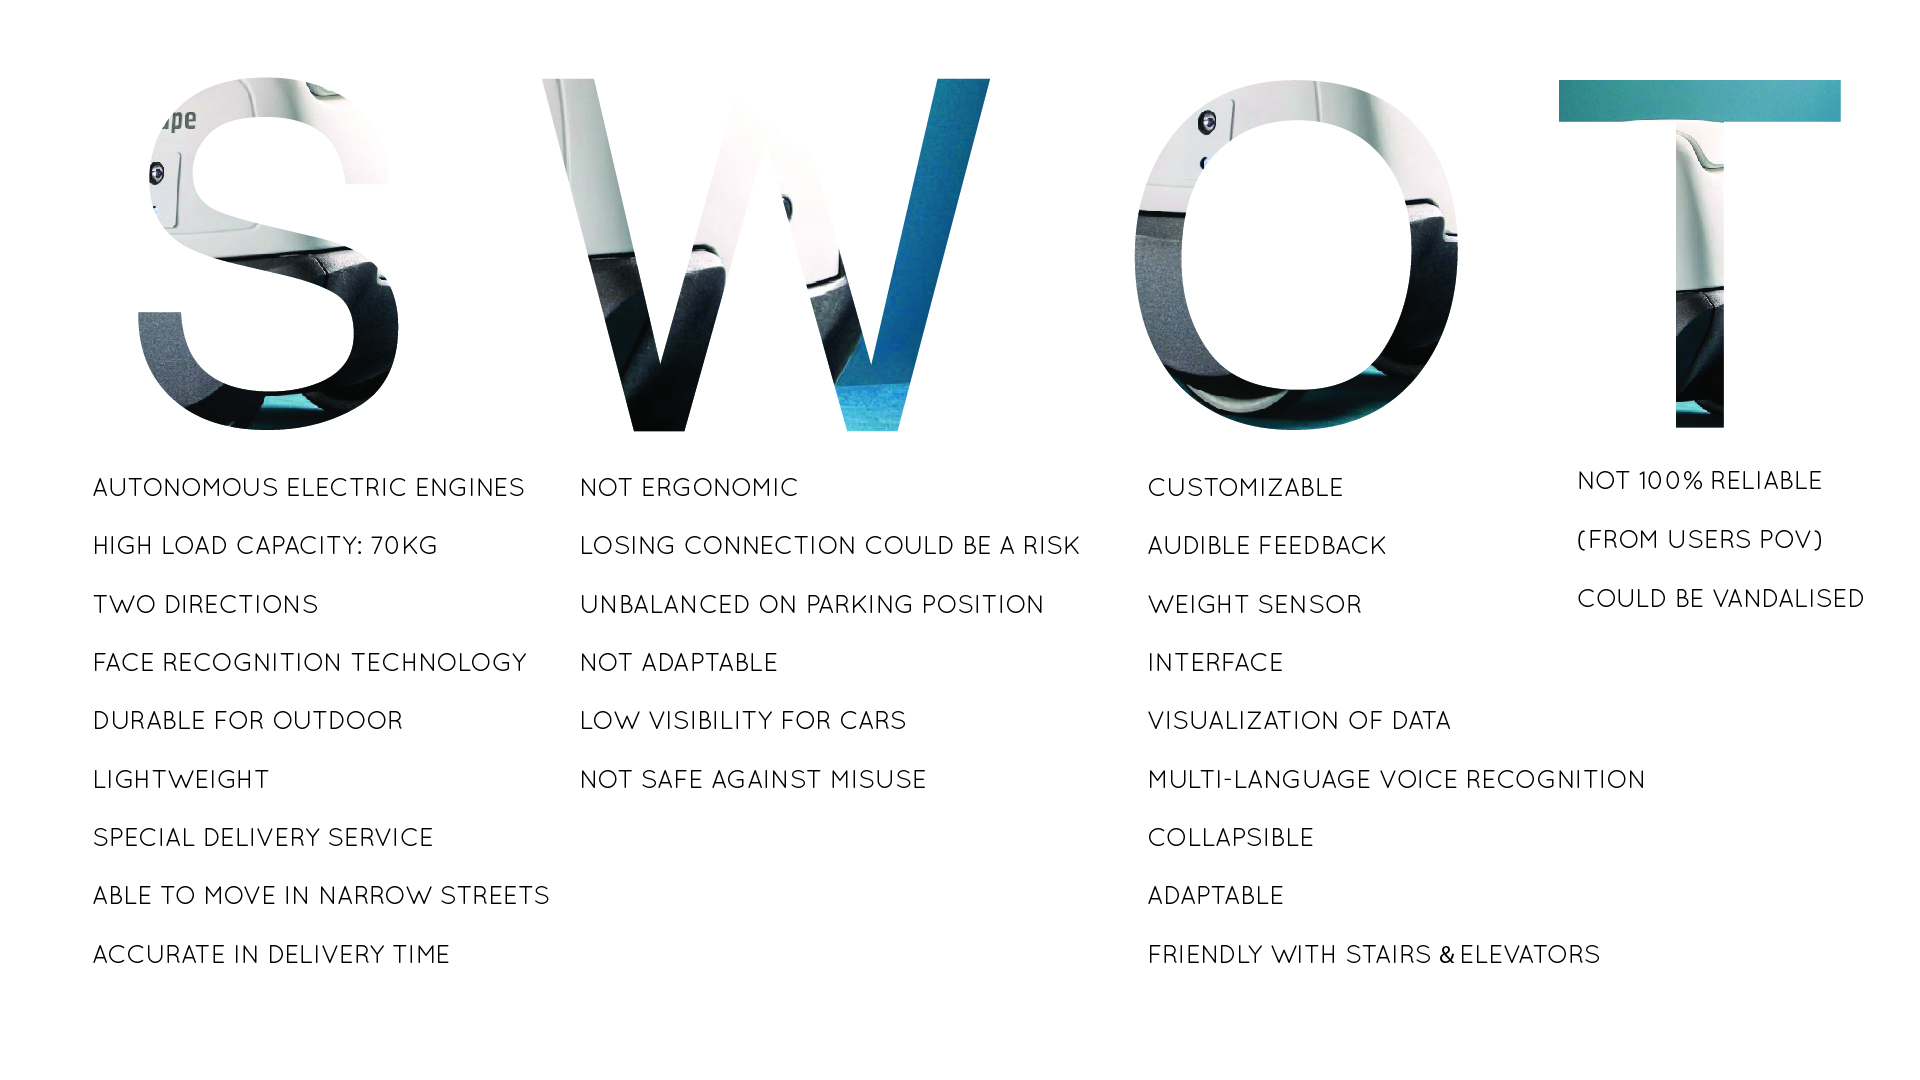 S W O T
ape
AUTONOMOUS ELECTRIC ENGINES
HIGH LOAD CAPACITY: 70KG
TWO DIRECTIONS
FACE RECOGNITION TECHNOLOGY
DURABLE FOR OUTDOOR
LIGHTWEIGHT
SPECIAL DELIVERY SERVICE
ABLE TO MOVE IN NARROW STREETS
ACCURATE IN DELIVERY TIME
NOT ERGONOMIC
LOSING CONNECTION COULD BE A RISK
UNBALANCED ON PARKING POSITION
NOT ADAPTABLE
LOW VISIBILITY FOR CARS
NOT SAFE AGAINST MISUSE
CUSTOMIZABLE
AUDIBLE FEEDBACK
WEIGHT SENSOR
INTERFACE
VISUALIZATION OF DATA
MULTI-LANGUAGE VOICE RECOGNITION
COLLAPSIBLE
ADAPTABLE
FRIENDLY WITH STAIRS & ELEVATORS
NOT 100% RELIABLE
(FROM USERS POV)
COULD BE VANDALISED